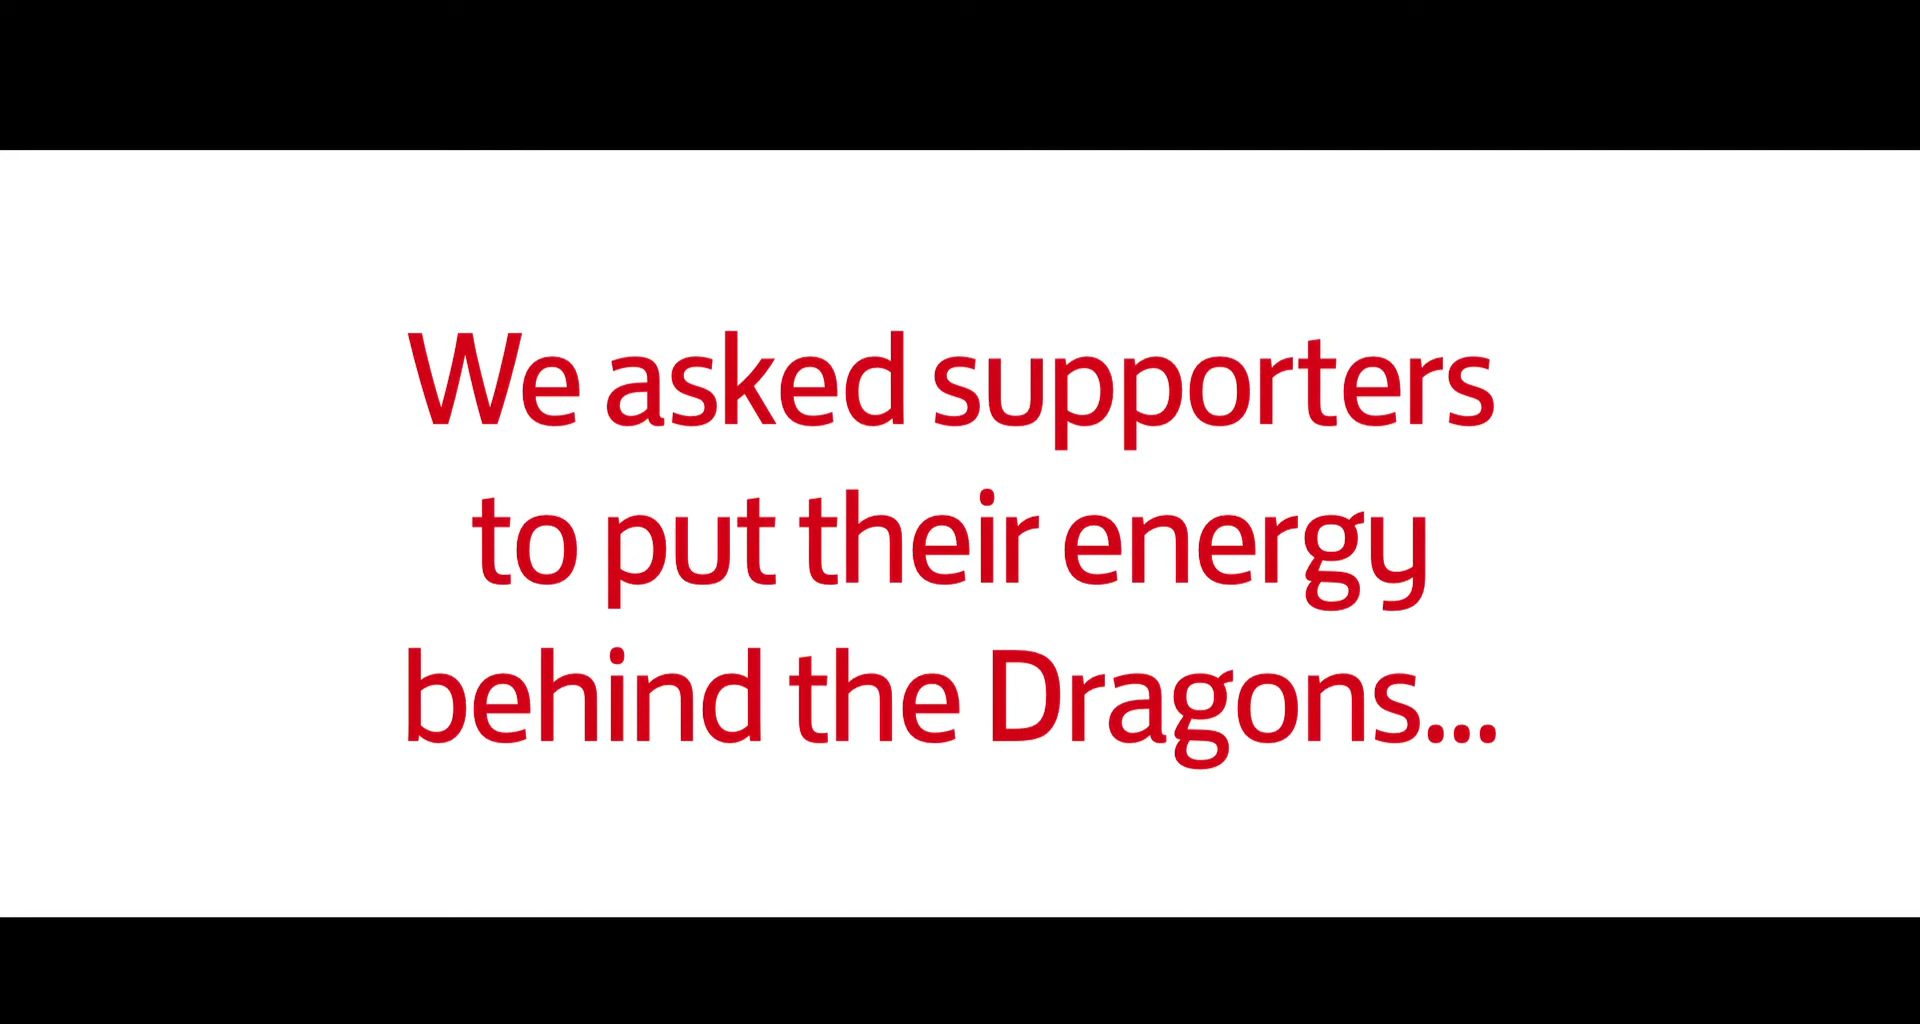 We asked supporters
to put their energy
behind the Dragons...